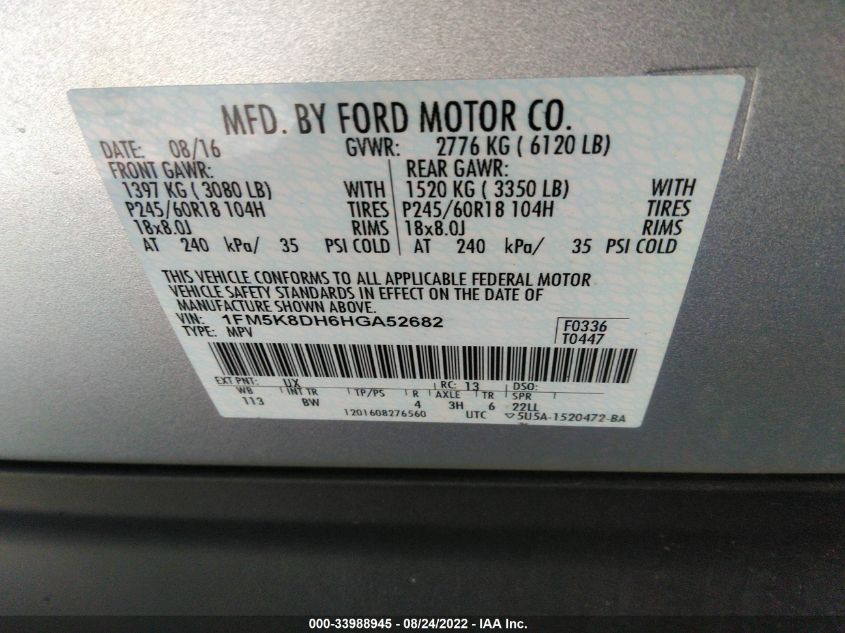 MFD. BY FORD MOTOR CO.
DATE: 08/16 GVWR: 2776 KG ( 6120 LB)
FRONT GAWR: REAR GAWR:
1397 KG ( 3080 LB) WITH 1520 KG ( 3350 LB) WITH
P245/60R18 104H TIRES P245/60R18 104H TIRES
18x8.0J RIMS 18x8.0J RIMS
AT 240 kPa/ 35 PSI COLD AT 240 kPa/ 35 PSI COLD
THIS VEHICLE CONFORMS TO ALL APPLICABLE FEDERAL MOTOR
VEHICLE SAFETY STANDARDS IN EFFECT ON THE DATE OF
MANUFACTURE SHOWN ABOVE.
VIN: 1FM5K8DH6HGA52682 F0336
TYPE: MPV T0447
EXT PNT: UX RC: 13 DSO:
WB INT TR TP/PS R AXLE TR SPR
113 BW 4 3H 6 22LL
1201608276560 UTC ▽5U5A-1520472-BA
000-33988945 - 08/24/2022 - IAA Inc.